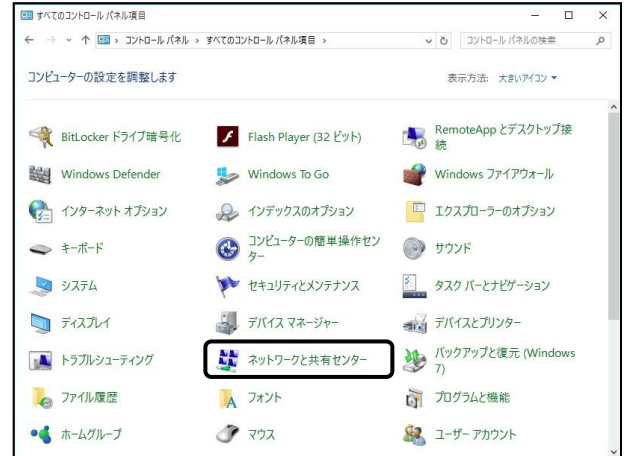 すべてのコントロール パネル項目
コントロール パネル › すべてのコントロール パネル項目 ›
コントロール パネルの検索
コンピューターの設定を調整します
表示方法: 大きいアイコン
BitLocker ドライブ暗号化
Flash Player (32 ビット)
RemoteApp とデスクトップ接
続
Windows Defender
Windows To Go
Windows ファイアウォール
インターネット オプション
インデックスのオプション
エクスプローラーのオプション
キーボード
コンピューターの簡単操作セン
ター
サウンド
システム
セキュリティとメンテナンス
タスク バーとナビゲーション
ディスプレイ
デバイス マネージャー
デバイスとプリンター
トラブルシューティング
ネットワークと共有センター
バックアップと復元 (Windows
7)
ファイル履歴
フォント
プログラムと機能
ホームグループ
マウス
ユーザー アカウント